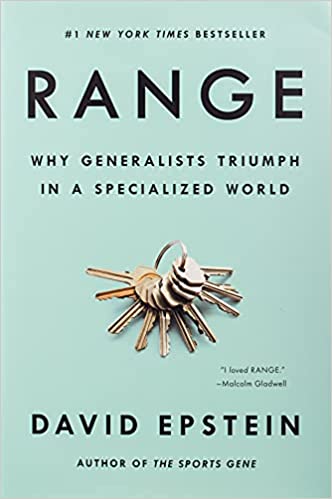 #1 NEW YORK TIMES BESTSELLER
RANGE
WHY GENERALISTS TRIUMPH
IN A SPECIALIZED WORLD
"I loved RANGE."
—Malcolm Gladwell
DAVID EPSTEIN
AUTHOR OF THE SPORTS GENE